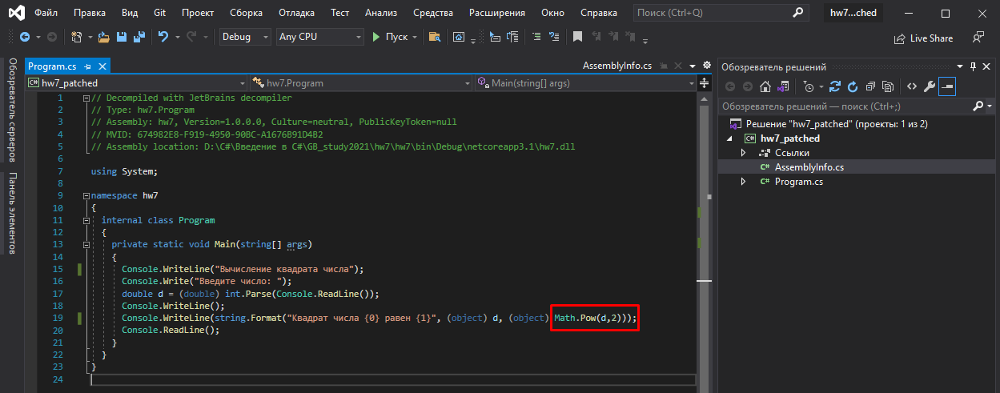 Файл Правка Вид Git Проект Сборка Отладка Тест Анализ Средства Расширения Окно Справка Поиск (Ctrl+Q) hw7...ched
Debug Any CPU Пуск Live Share
Обозреватель серверов
Панель элементов
Program.cs AssemblyInfo.cs
hw7_patched hw7.Program Main(string[] args)
1 // Decompiled with JetBrains decompiler
2 // Type: hw7.Program
3 // Assembly: hw7, Version=1.0.0.0, Culture=neutral, PublicKeyToken=null
4 // MVID: 674982E8-F919-4950-90BC-A1676B91D4B2
5 // Assembly location: D:\C#\Введение в C#\GB_study2021\hw7\hw7\bin\Debug\netcoreapp3.1\hw7.dll
6
7 using System;
8
9 namespace hw7
10 {
11 internal class Program
12 {
13 private static void Main(string[] args)
14 {
15 Console.WriteLine("Вычисление квадрата числа");
16 Console.Write("Введите число: ");
17 double d = (double) int.Parse(Console.ReadLine());
18 Console.WriteLine();
19 Console.WriteLine(string.Format("Квадрат числа {0} равен {1}", (object) d, (object) Math.Pow(d,2)));
20 Console.ReadLine();
21 }
22 }
23 }
24
Обозреватель решений
Обозреватель решений — поиск (Ctrl+;)
Решение "hw7_patched" (проекты: 1 из 2)
C# hw7_patched
Ссылки
C# AssemblyInfo.cs
C# Program.cs